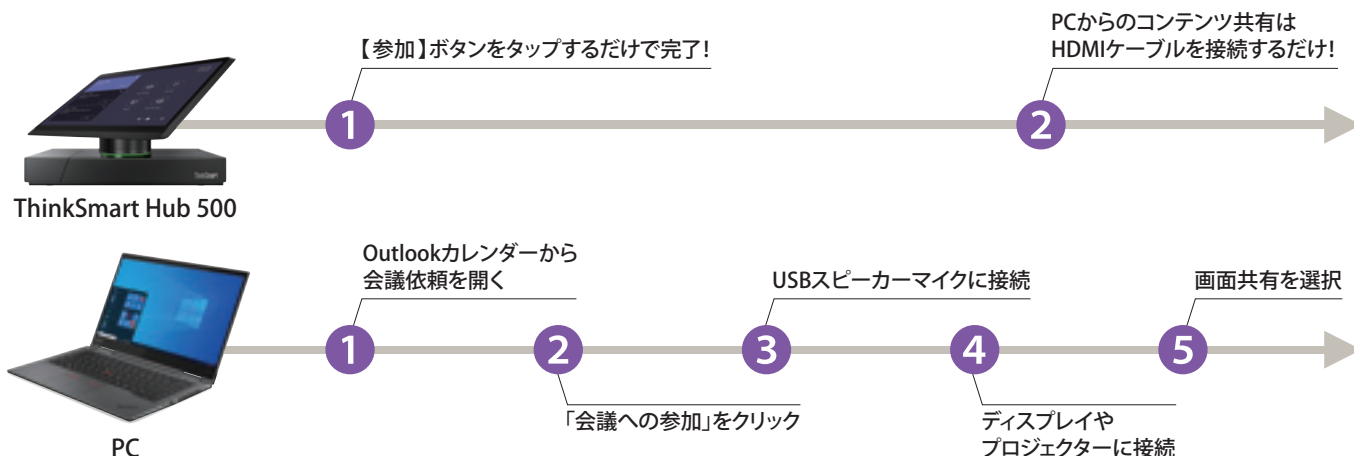 【参加】ボタンをタップするだけで完了!
PCからのコンテンツ共有は
HDMIケーブルを接続するだけ!
1
2
ThinkSmart Hub 500
Outlookカレンダーから
会議依頼を開く
USBスピーカーマイクに接続
画面共有を選択
1
2
3
4
5
「会議への参加」をクリック
ディスプレイや
プロジェクターに接続
PC